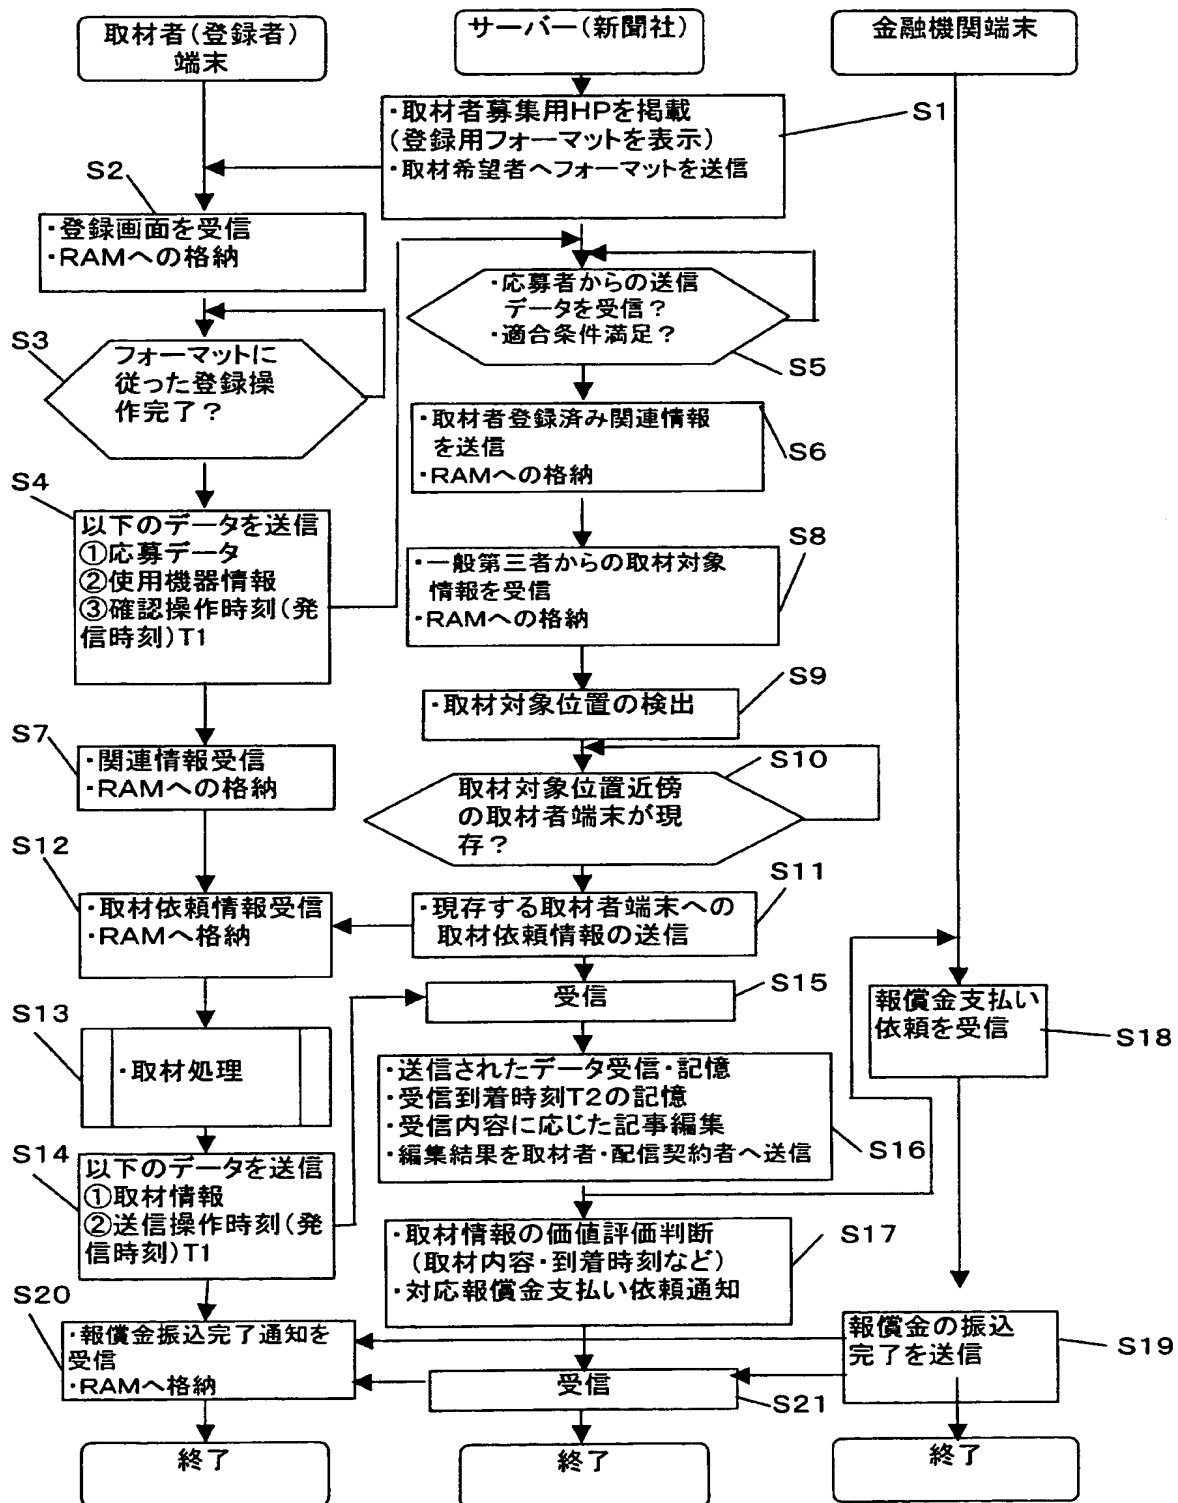 取材者(登録者)
端末
サーバー(新聞社)
金融機関端末
・取材者募集用HPを掲載
(登録用フォーマットを表示)
・取材希望者へフォーマットを送信
S1
S2
・登録画面を受信
・RAMへの格納
・応募者からの送信
データを受信?
・適合条件満足?
S5
S3
フォーマットに
従った登録操
作完了?
・取材者登録済み関連情報
を送信
・RAMへの格納
S6
S4
以下のデータを送信
①応募データ
②使用機器情報
③確認操作時刻(発
信時刻)T1
S8
・一般第三者からの取材対象
情報を受信
・RAMへの格納
S9
・取材対象位置の検出
S7
・関連情報受信
・RAMへの格納
S10
取材対象位置近傍
の取材者端末が現
存?
S12
・取材依頼情報受信
・RAMへ格納
S11
・現存する取材者端末への
取材依頼情報の送信
S15
受信
S13
・取材処理
報償金支払い
依頼を受信
S18
・送信されたデータ受信・記憶
・受信到着時刻T2の記憶
・受信内容に応じた記事編集
・編集結果を取材者・配信契約者へ送信
S16
S14
以下のデータを送信
①取材情報
②送信操作時刻(発
信時刻)T1
・取材情報の価値評価判断
(取材内容・到着時刻など)
・対応報償金支払い依頼通知
S17
S20
・報償金振込完了通知を
受信
・RAMへ格納
報償金の振込
完了を送信
S19
受信
S21
終了
終了
終了